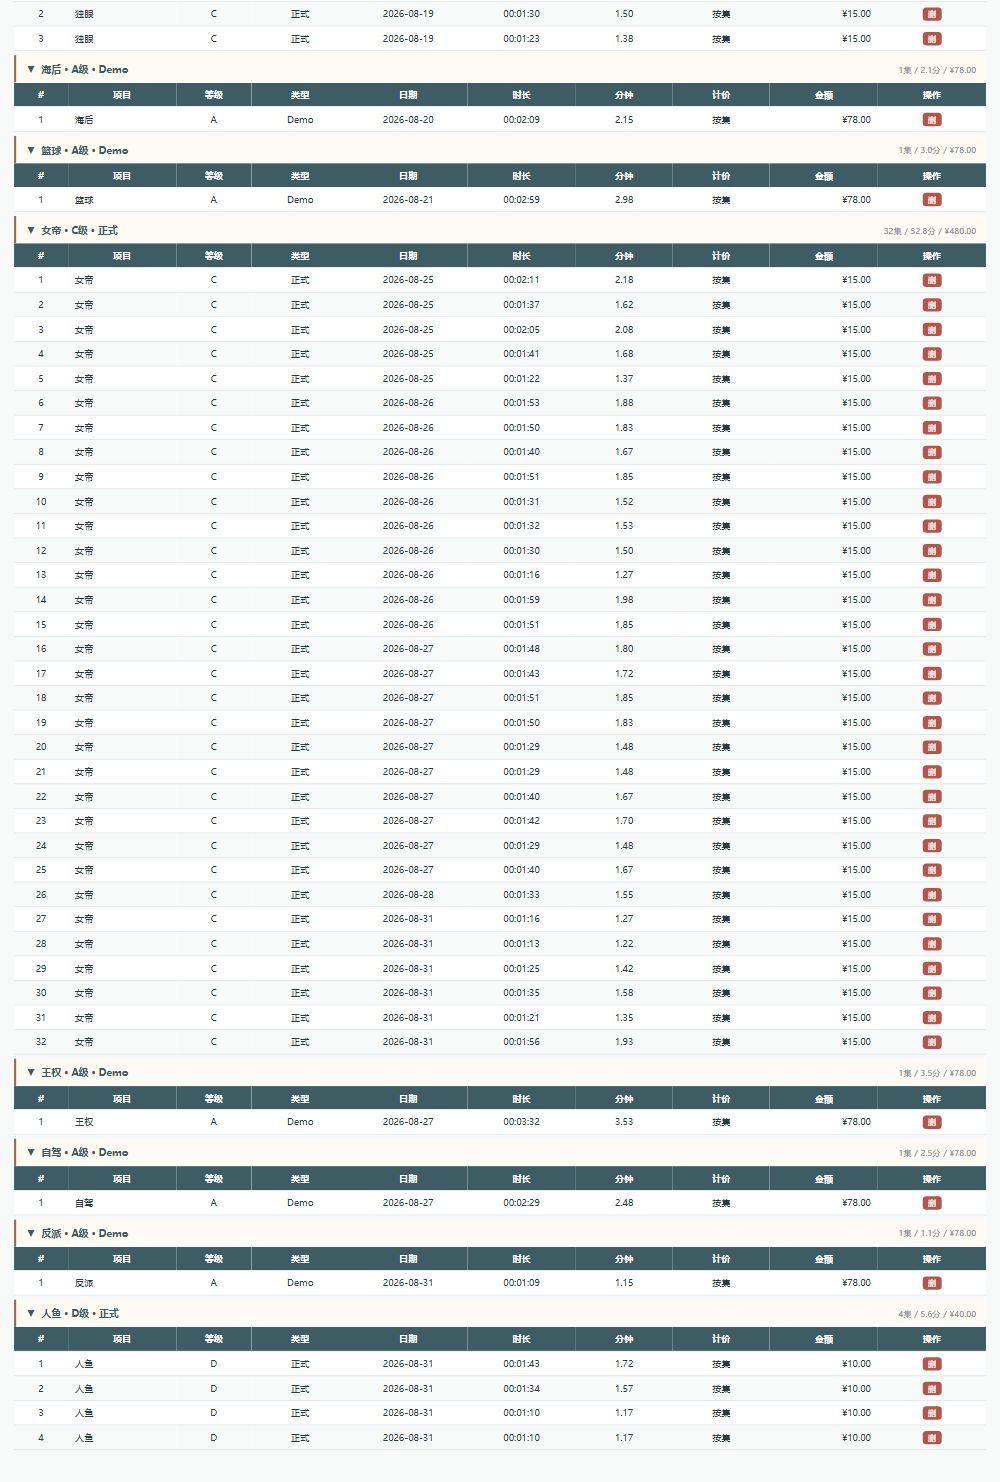 2 独眼 C 正式 2026-08-19 00:01:30 1.50 按集 ¥15.00 删
3 独眼 C 正式 2026-08-19 00:01:23 1.38 按集 ¥15.00 删
▼ 海后 • A级 • Demo 1集 / 2.1分 / ¥78.00
# 项目 等级 类型 日期 时长 分钟 计价 金额 操作
1 海后 A Demo 2026-08-20 00:02:09 2.15 按集 ¥78.00 删
▼ 篮球 • A级 • Demo 1集 / 3.0分 / ¥78.00
# 项目 等级 类型 日期 时长 分钟 计价 金额 操作
1 篮球 A Demo 2026-08-21 00:02:59 2.98 按集 ¥78.00 删
▼ 女帝 • C级 • 正式 32集 / 52.8分 / ¥480.00
# 项目 等级 类型 日期 时长 分钟 计价 金额 操作
1 女帝 C 正式 2026-08-25 00:02:11 2.18 按集 ¥15.00 删
2 女帝 C 正式 2026-08-25 00:01:37 1.62 按集 ¥15.00 删
3 女帝 C 正式 2026-08-25 00:02:05 2.08 按集 ¥15.00 删
4 女帝 C 正式 2026-08-25 00:01:41 1.68 按集 ¥15.00 删
5 女帝 C 正式 2026-08-25 00:01:22 1.37 按集 ¥15.00 删
6 女帝 C 正式 2026-08-26 00:01:53 1.88 按集 ¥15.00 删
7 女帝 C 正式 2026-08-26 00:01:50 1.83 按集 ¥15.00 删
8 女帝 C 正式 2026-08-26 00:01:40 1.67 按集 ¥15.00 删
9 女帝 C 正式 2026-08-26 00:01:51 1.85 按集 ¥15.00 删
10 女帝 C 正式 2026-08-26 00:01:31 1.52 按集 ¥15.00 删
11 女帝 C 正式 2026-08-26 00:01:32 1.53 按集 ¥15.00 删
12 女帝 C 正式 2026-08-26 00:01:30 1.50 按集 ¥15.00 删
13 女帝 C 正式 2026-08-26 00:01:16 1.27 按集 ¥15.00 删
14 女帝 C 正式 2026-08-26 00:01:59 1.98 按集 ¥15.00 删
15 女帝 C 正式 2026-08-26 00:01:51 1.85 按集 ¥15.00 删
16 女帝 C 正式 2026-08-27 00:01:48 1.80 按集 ¥15.00 删
17 女帝 C 正式 2026-08-27 00:01:43 1.72 按集 ¥15.00 删
18 女帝 C 正式 2026-08-27 00:01:51 1.85 按集 ¥15.00 删
19 女帝 C 正式 2026-08-27 00:01:50 1.83 按集 ¥15.00 删
20 女帝 C 正式 2026-08-27 00:01:29 1.48 按集 ¥15.00 删
21 女帝 C 正式 2026-08-27 00:01:29 1.48 按集 ¥15.00 删
22 女帝 C 正式 2026-08-27 00:01:40 1.67 按集 ¥15.00 删
23 女帝 C 正式 2026-08-27 00:01:42 1.70 按集 ¥15.00 删
24 女帝 C 正式 2026-08-27 00:01:29 1.48 按集 ¥15.00 删
25 女帝 C 正式 2026-08-27 00:01:40 1.67 按集 ¥15.00 删
26 女帝 C 正式 2026-08-28 00:01:33 1.55 按集 ¥15.00 删
27 女帝 C 正式 2026-08-31 00:01:16 1.27 按集 ¥15.00 删
28 女帝 C 正式 2026-08-31 00:01:13 1.22 按集 ¥15.00 删
29 女帝 C 正式 2026-08-31 00:01:25 1.42 按集 ¥15.00 删
30 女帝 C 正式 2026-08-31 00:01:35 1.58 按集 ¥15.00 删
31 女帝 C 正式 2026-08-31 00:01:21 1.35 按集 ¥15.00 删
32 女帝 C 正式 2026-08-31 00:01:56 1.93 按集 ¥15.00 删
▼ 王权 • A级 • Demo 1集 / 3.5分 / ¥78.00
# 项目 等级 类型 日期 时长 分钟 计价 金额 操作
1 王权 A Demo 2026-08-27 00:03:32 3.53 按集 ¥78.00 删
▼ 自驾 • A级 • Demo 1集 / 2.5分 / ¥78.00
# 项目 等级 类型 日期 时长 分钟 计价 金额 操作
1 自驾 A Demo 2026-08-27 00:02:29 2.48 按集 ¥78.00 删
▼ 反派 • A级 • Demo 1集 / 1.1分 / ¥78.00
# 项目 等级 类型 日期 时长 分钟 计价 金额 操作
1 反派 A Demo 2026-08-31 00:01:09 1.15 按集 ¥78.00 删
▼ 人鱼 • D级 • 正式 4集 / 5.6分 / ¥40.00
# 项目 等级 类型 日期 时长 分钟 计价 金额 操作
1 人鱼 D 正式 2026-08-31 00:01:43 1.72 按集 ¥10.00 删
2 人鱼 D 正式 2026-08-31 00:01:34 1.57 按集 ¥10.00 删
3 人鱼 D 正式 2026-08-31 00:01:10 1.17 按集 ¥10.00 删
4 人鱼 D 正式 2026-08-31 00:01:10 1.17 按集 ¥10.00 删